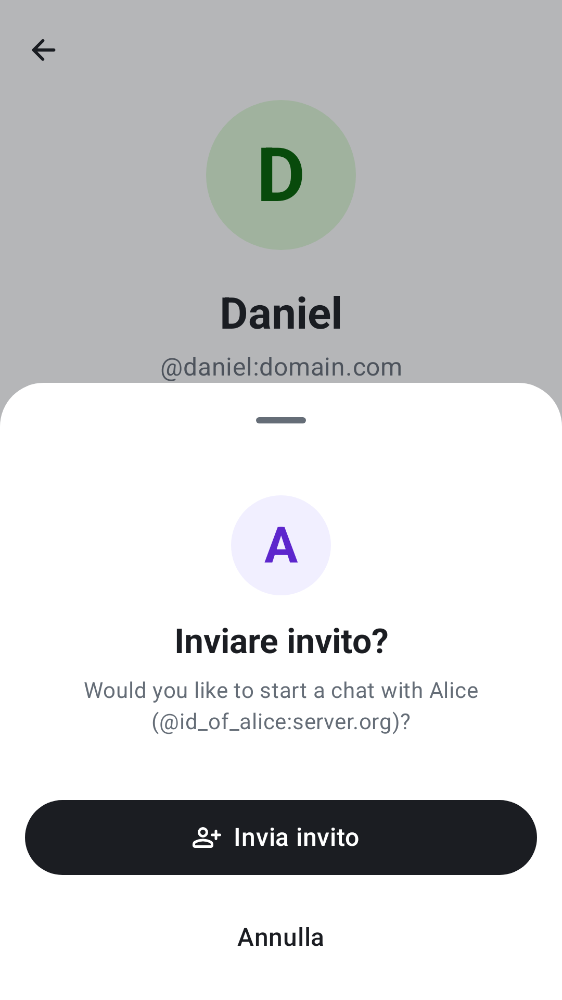 D
Daniel
@daniel:domain.com
A
Inviare invito?
Would you like to start a chat with Alice
(@id_of_alice:server.org)?
Invia invito
Annulla